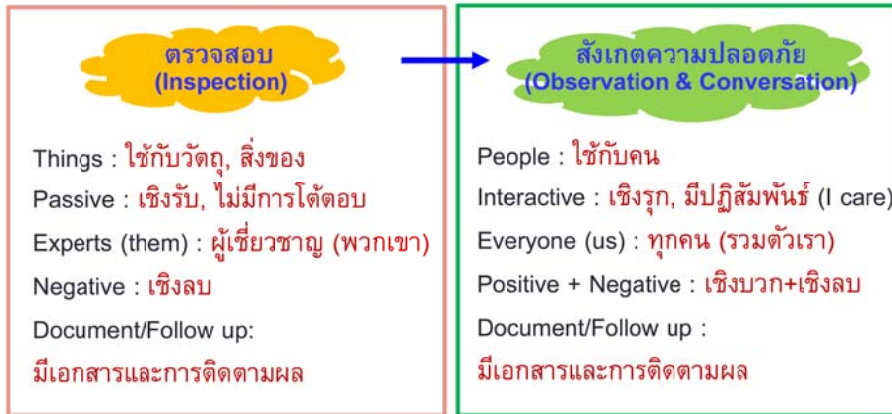 ตรวจสอบ
(Inspection)
Things : ใช้กับวัตถุ, สิ่งของ
Passive : เชิงรับ, ไม่มีการโต้ตอบ
Experts (them) : ผู้เชี่ยวชาญ (พวกเขา)
Negative : เชิงลบ
Document/Follow up:
มีเอกสารและการติดตามผล
สังเกตความปลอดภัย
(Observation & Conversation)
People : ใช้กับคน
Interactive : เชิงรุก, มีปฏิสัมพันธ์ (I care)
Everyone (us) : ทุกคน (รวมตัวเรา)
Positive + Negative : เชิงบวก+เชิงลบ
Document/Follow up :
มีเอกสารและการติดตามผล